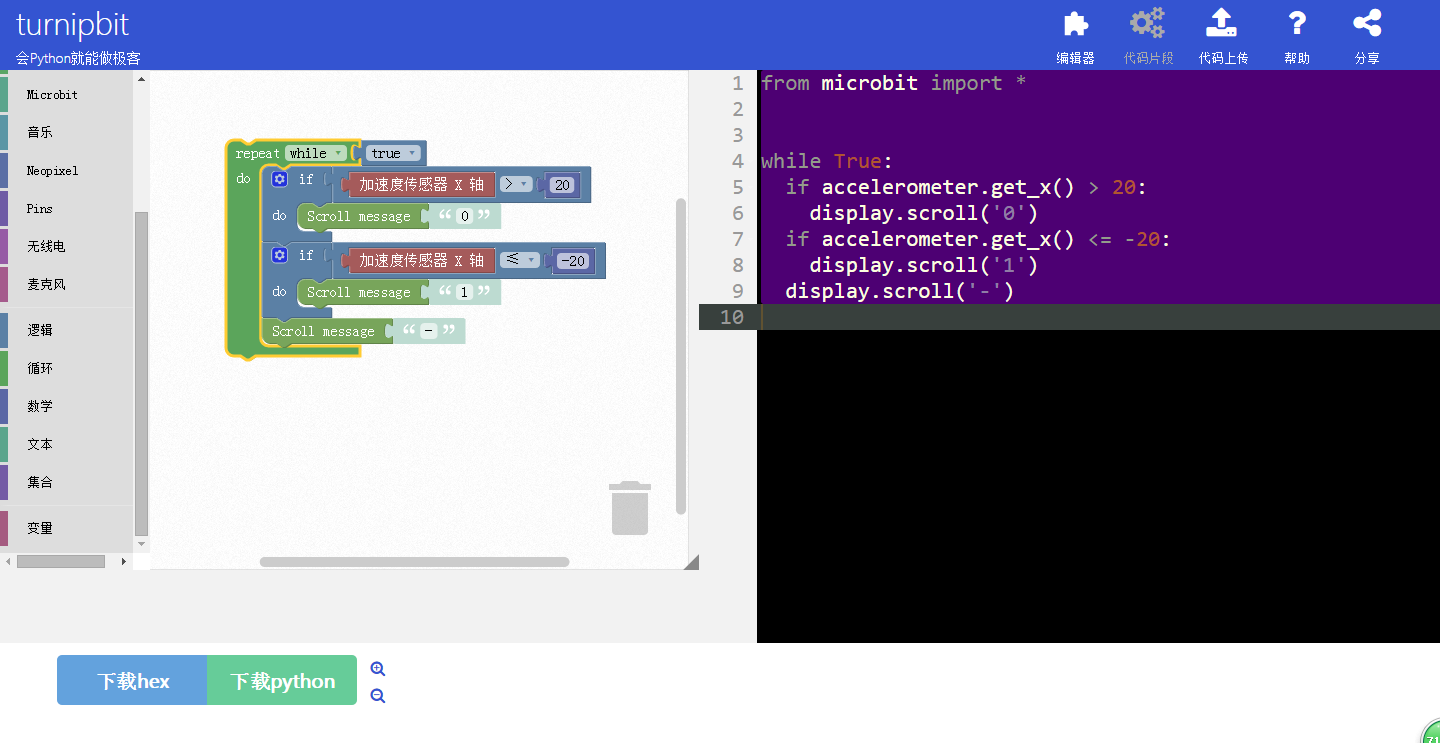 turnipbit
会Python就能做极客
编辑器
代码片段
代码上传
帮助
分享
Microbit
音乐
Neopixel
Pins
无线电
麦克风
逻辑
循环
数学
文本
集合
变量
repeat while true
do if 加速度传感器 X 轴 > 20
do Scroll message “ 0 ”
if 加速度传感器 X 轴 ≤ -20
do Scroll message “ 1 ”
Scroll message “ - ”
1 from microbit import *
2
3
4 while True:
5 if accelerometer.get_x() > 20:
6 display.scroll('0')
7 if accelerometer.get_x() <= -20:
8 display.scroll('1')
9 display.scroll('-')
10
下载hex
下载python